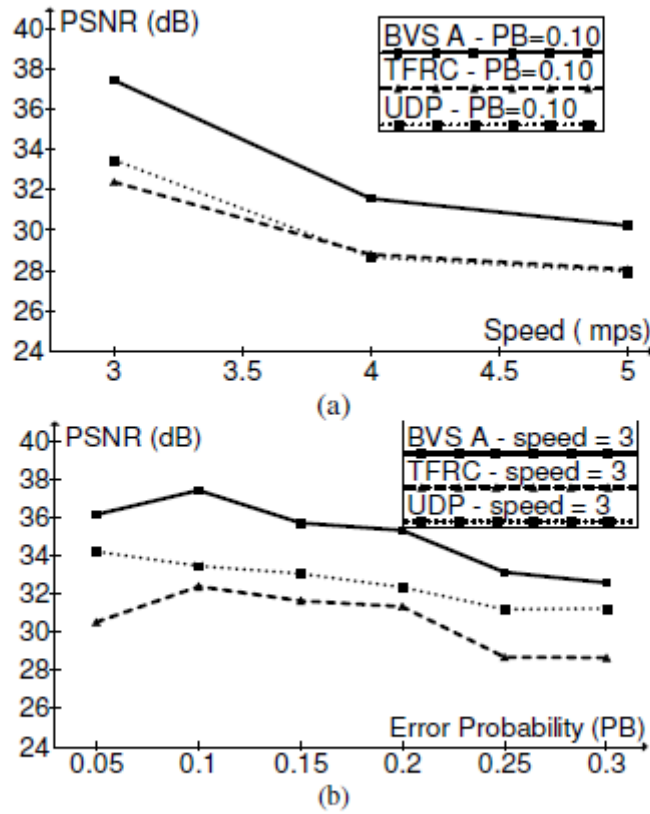 PSNR (dB)
40
38
36
34
32
30
28
26
24
BVS A - PB=0.10
TFRC - PB=0.10
UDP - PB=0.10
Speed ( mps)
3 3.5 4 4.5 5
(a)
PSNR (dB)
40
38
36
34
32
30
28
26
24
BVS A - speed = 3
TFRC - speed = 3
UDP - speed = 3
Error Probability (PB)
0.05 0.1 0.15 0.2 0.25 0.3
(b)